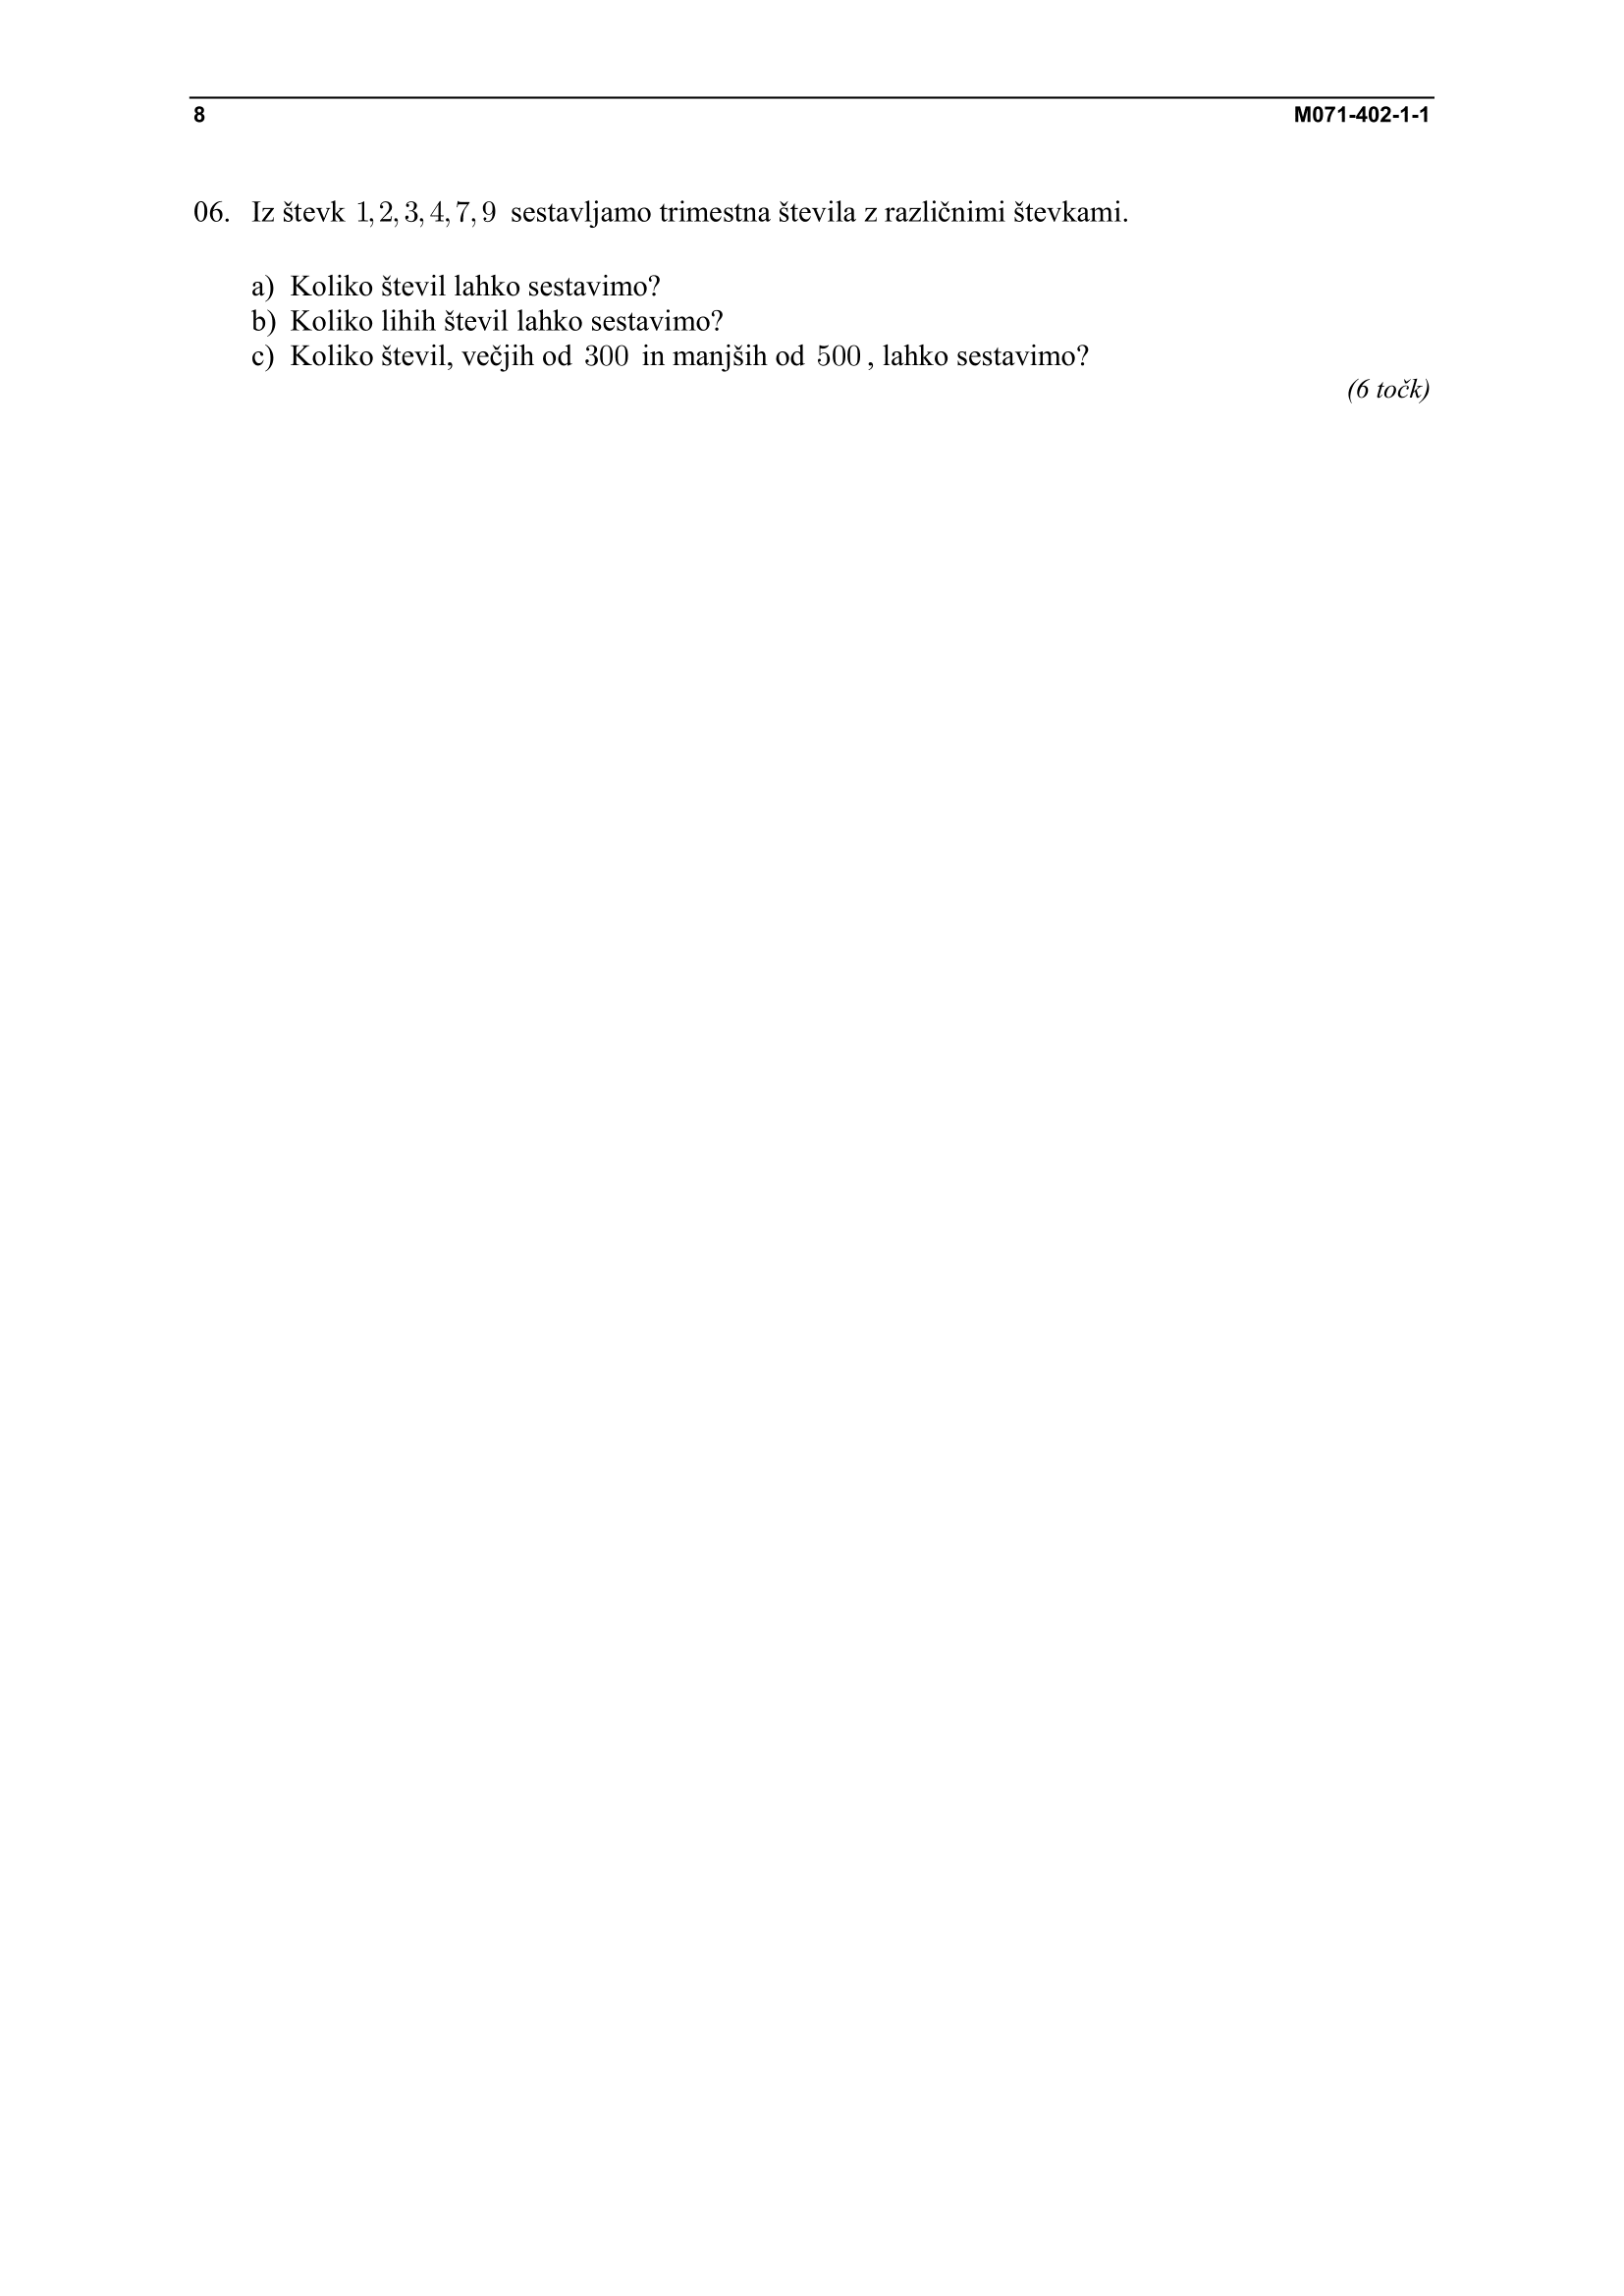 8 M071-402-1-1
06. Iz števk 1, 2, 3, 4, 7, 9 sestavljamo trimestna števila z različnimi števkami.
a) Koliko števil lahko sestavimo?
b) Koliko lihih števil lahko sestavimo?
c) Koliko števil, večjih od 300 in manjših od 500 , lahko sestavimo?
(6 točk)